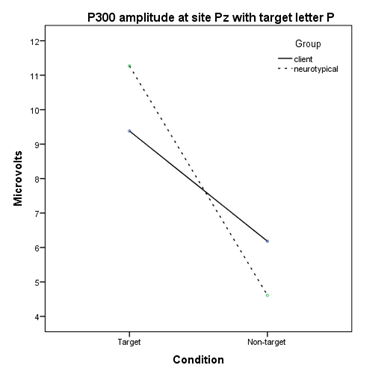 P300 amplitude at site Pz with target letter P
Group
client
neurotypical
12
11
10
9
8
7
6
5
4
Microvolts
Target Non-target
Condition